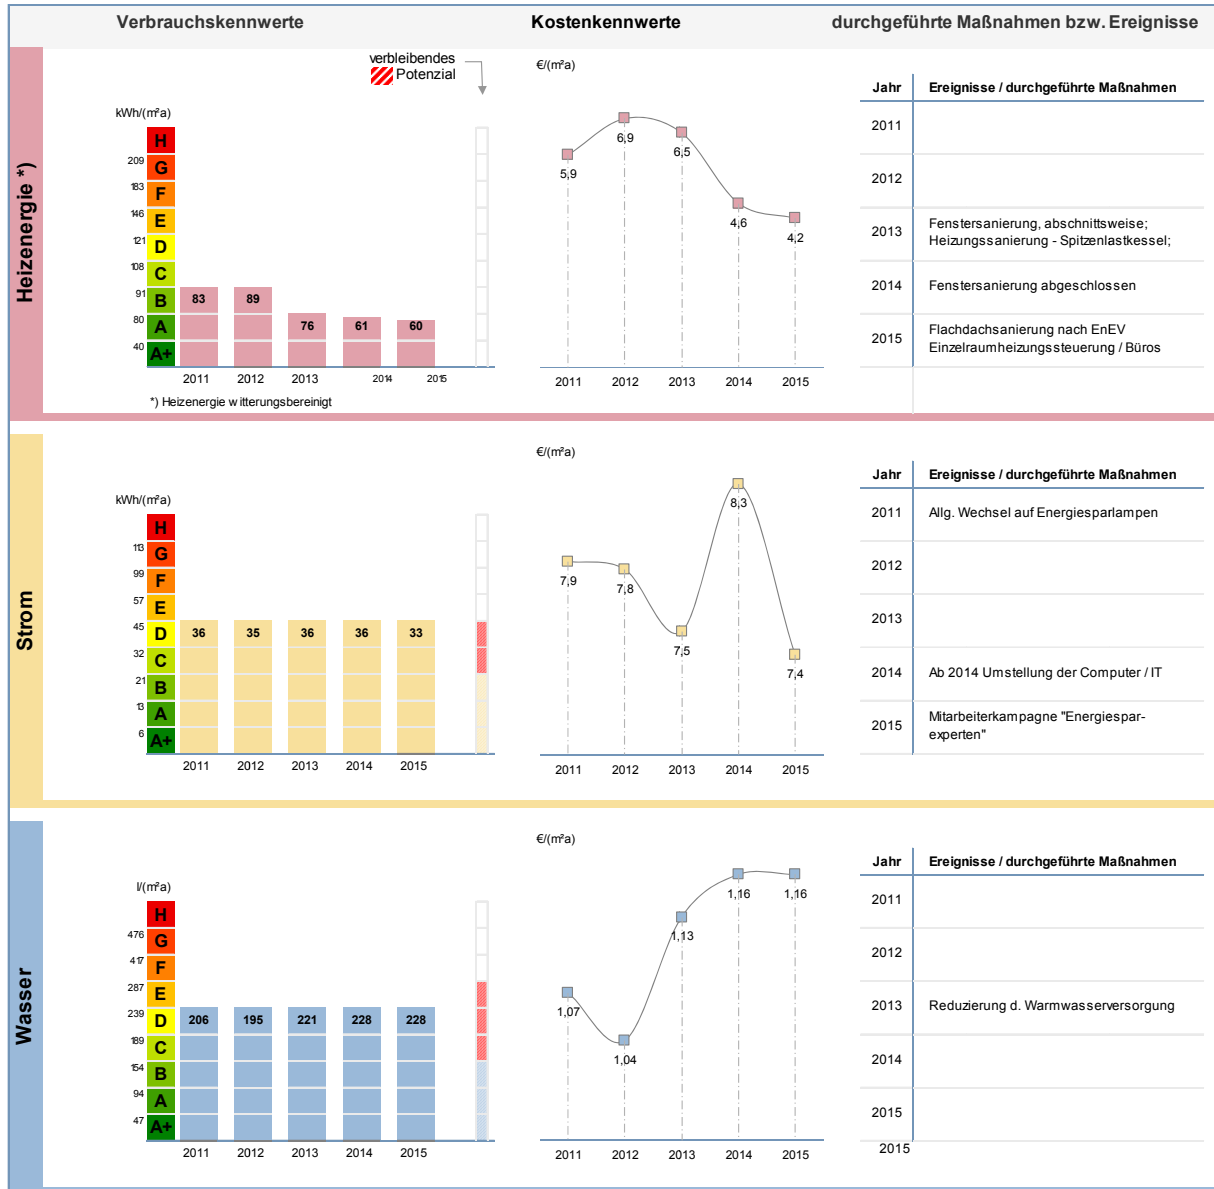 Verbrauchskennwerte
Kostenkennwerte
durchgeführte Maßnahmen bzw. Ereignisse
Heizenergie *)
verbleibendes
Potenzial
kWh/(m²a)
H
209
G
183
F
146
E
121
D
108
C
91
B
80
A
40
A+
83
89
76
61
60
2011
2012
2013
2014
2015
*) Heizenergie witterungsbereinigt
€/(m²a)
5,9
6,9
6,5
4,6
4,2
2011
2012
2013
2014
2015
Jahr Ereignisse / durchgeführte Maßnahmen
2011
2012
2013 Fenstersanierung, abschnittsweise;
Heizungssanierung - Spitzenlastkessel;
2014 Fenstersanierung abgeschlossen
2015 Flachdachsanierung nach EnEV
Einzelraumheizungssteuerung / Büros
Strom
kWh/(m²a)
H
113
G
99
F
57
E
45
D
32
C
21
B
13
A
6
A+
36
35
36
36
33
2011
2012
2013
2014
2015
€/(m²a)
7,9
7,8
7,5
8,3
7,4
2011
2012
2013
2014
2015
Jahr Ereignisse / durchgeführte Maßnahmen
2011 Allg. Wechsel auf Energiesparlampen
2012
2013
2014 Ab 2014 Umstellung der Computer / IT
2015 Mitarbeiterkampagne "Energiespar-
experten"
Wasser
l/(m²a)
H
476
G
417
F
287
E
239
D
189
C
154
B
94
A
47
A+
206
195
221
228
228
2011
2012
2013
2014
2015
€/(m²a)
1,07
1,04
1,13
1,16
1,16
2011
2012
2013
2014
2015
Jahr Ereignisse / durchgeführte Maßnahmen
2011
2012
2013 Reduzierung d. Warmwasserversorgung
2014
2015
2015